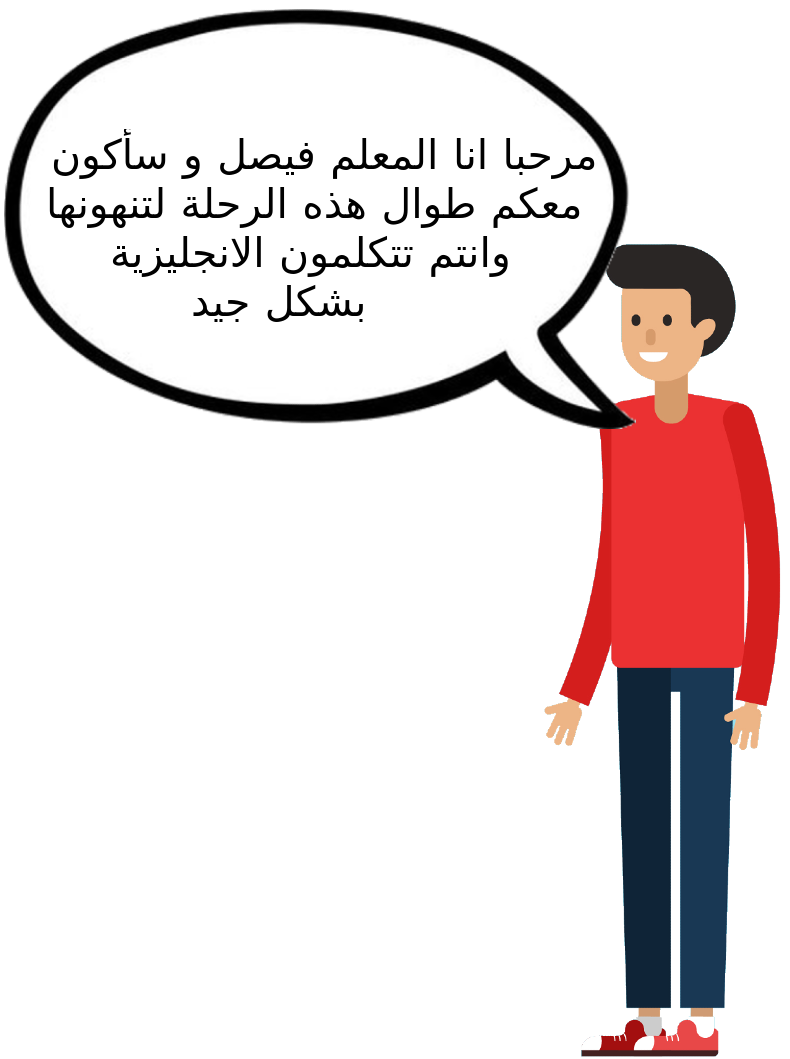 مرحبا انا المعلم فيصل و سأكون
معكم طوال هذه الرحلة لتنهونها
وانتم تتكلمون الانجليزية
بشكل جيد